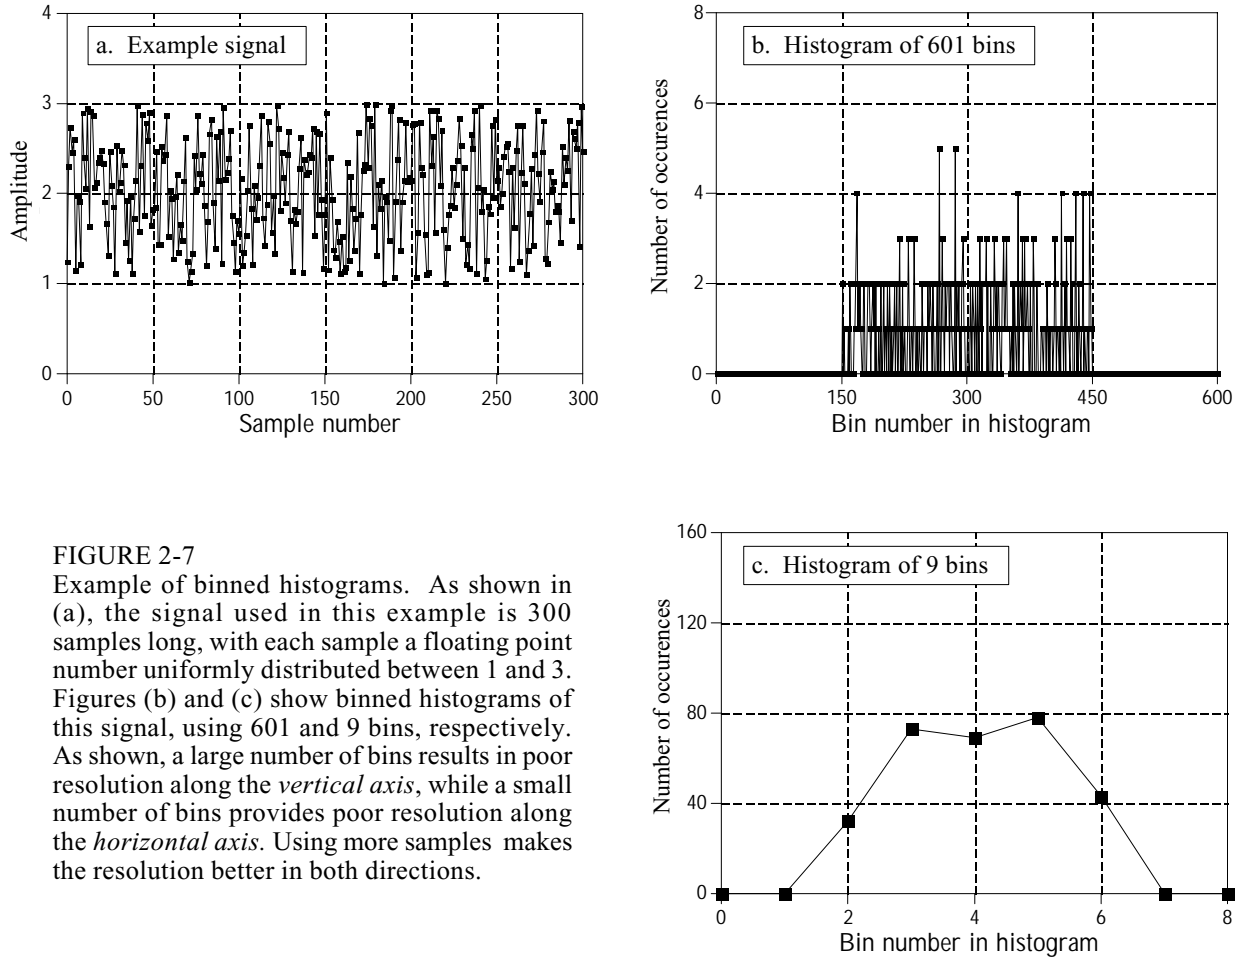 a. Example signal
4
3
2
1
0
Amplitude
0 50 100 150 200 250 300
Sample number
b. Histogram of 601 bins
8
6
4
2
0
Number of occurences
0 150 300 450 600
Bin number in histogram
FIGURE 2-7
Example of binned histograms. As shown in
(a), the signal used in this example is 300
samples long, with each sample a floating point
number uniformly distributed between 1 and 3.
Figures (b) and (c) show binned histograms of
this signal, using 601 and 9 bins, respectively.
As shown, a large number of bins results in poor
resolution along the vertical axis, while a small
number of bins provides poor resolution along
the horizontal axis. Using more samples makes
the resolution better in both directions.
c. Histogram of 9 bins
160
120
80
40
0
Number of occurences
0 2 4 6 8
Bin number in histogram